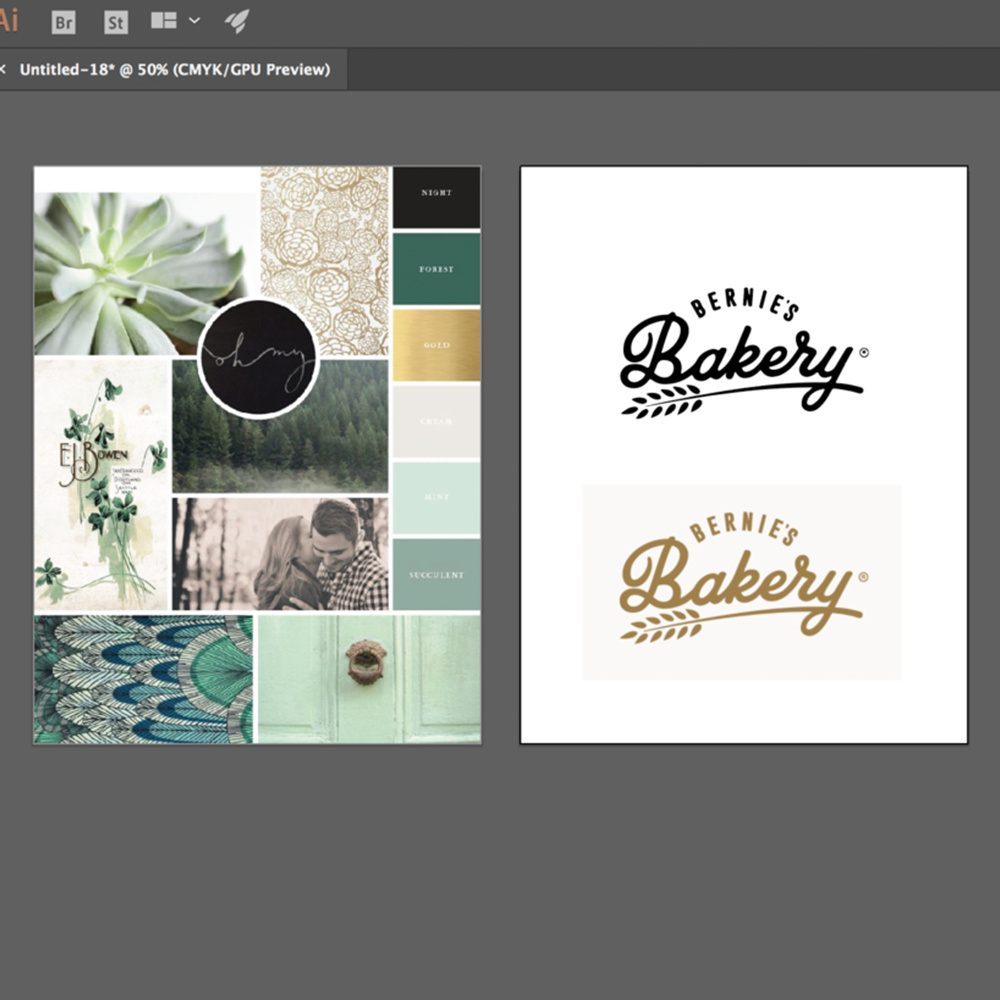 Ai Br St
× Untitled-18* @ 50% (CMYK/GPU Preview)
NIGHT
FOREST
GOLD
CREAM
MINT
SUCCULENT
oh my
E.J. BOWEN
BERNIE'S
Bakery ®
BERNIE'S
Bakery ®